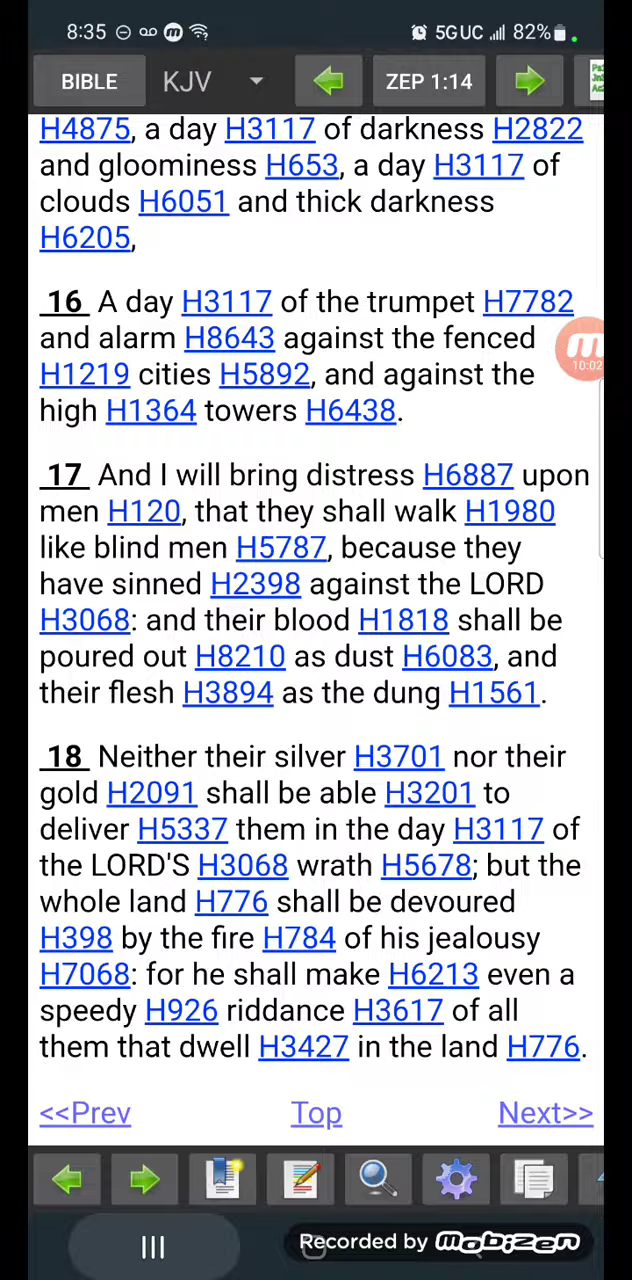 8:35 5G UC 82%
BIBLE KJV ZEP 1:14
H4875, a day H3117 of darkness H2822
and gloominess H653, a day H3117 of
clouds H6051 and thick darkness
H6205,
16 A day H3117 of the trumpet H7782
and alarm H8643 against the fenced
H1219 cities H5892, and against the
high H1364 towers H6438.
10:02
17 And I will bring distress H6887 upon
men H120, that they shall walk H1980
like blind men H5787, because they
have sinned H2398 against the LORD
H3068: and their blood H1818 shall be
poured out H8210 as dust H6083, and
their flesh H3894 as the dung H1561.
18 Neither their silver H3701 nor their
gold H2091 shall be able H3201 to
deliver H5337 them in the day H3117 of
the LORD'S H3068 wrath H5678; but the
whole land H776 shall be devoured
H398 by the fire H784 of his jealousy
H7068: for he shall make H6213 even a
speedy H926 riddance H3617 of all
them that dwell H3427 in the land H776.
<<Prev Top Next>>
Recorded by mobizen